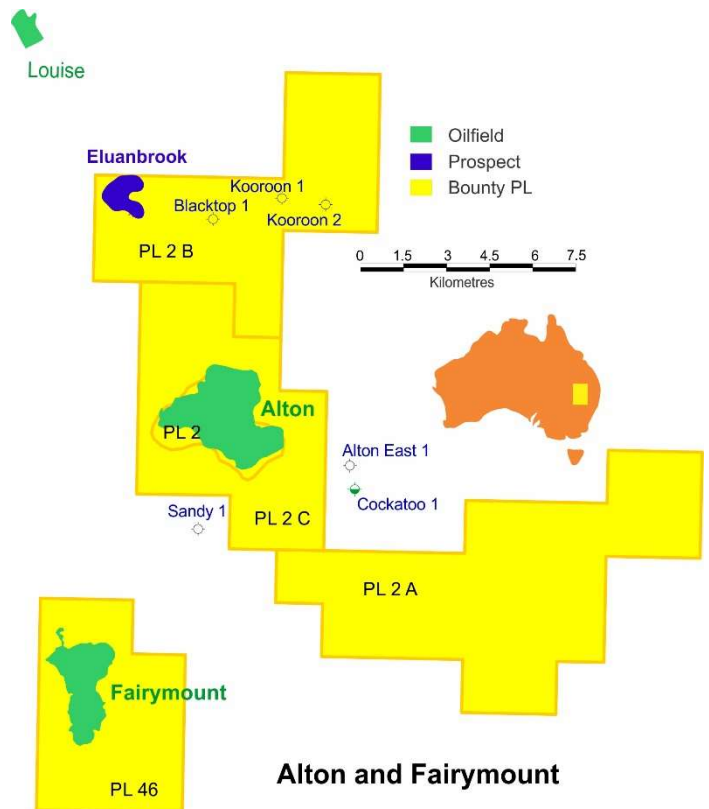 Louise
Oilfield
Eluanbrook
Prospect
Kooroon 1
Bounty PL
Blacktop 1
Kooroon 2
PL 2 B
0 1.5 3 4.5 6 7.5
Kilometres
Alton
PL 2
Alton East 1
Cockatoo 1
Sandy 1
PL 2 C
PL 2 A
Fairymount
Alton and Fairymount
PL 46